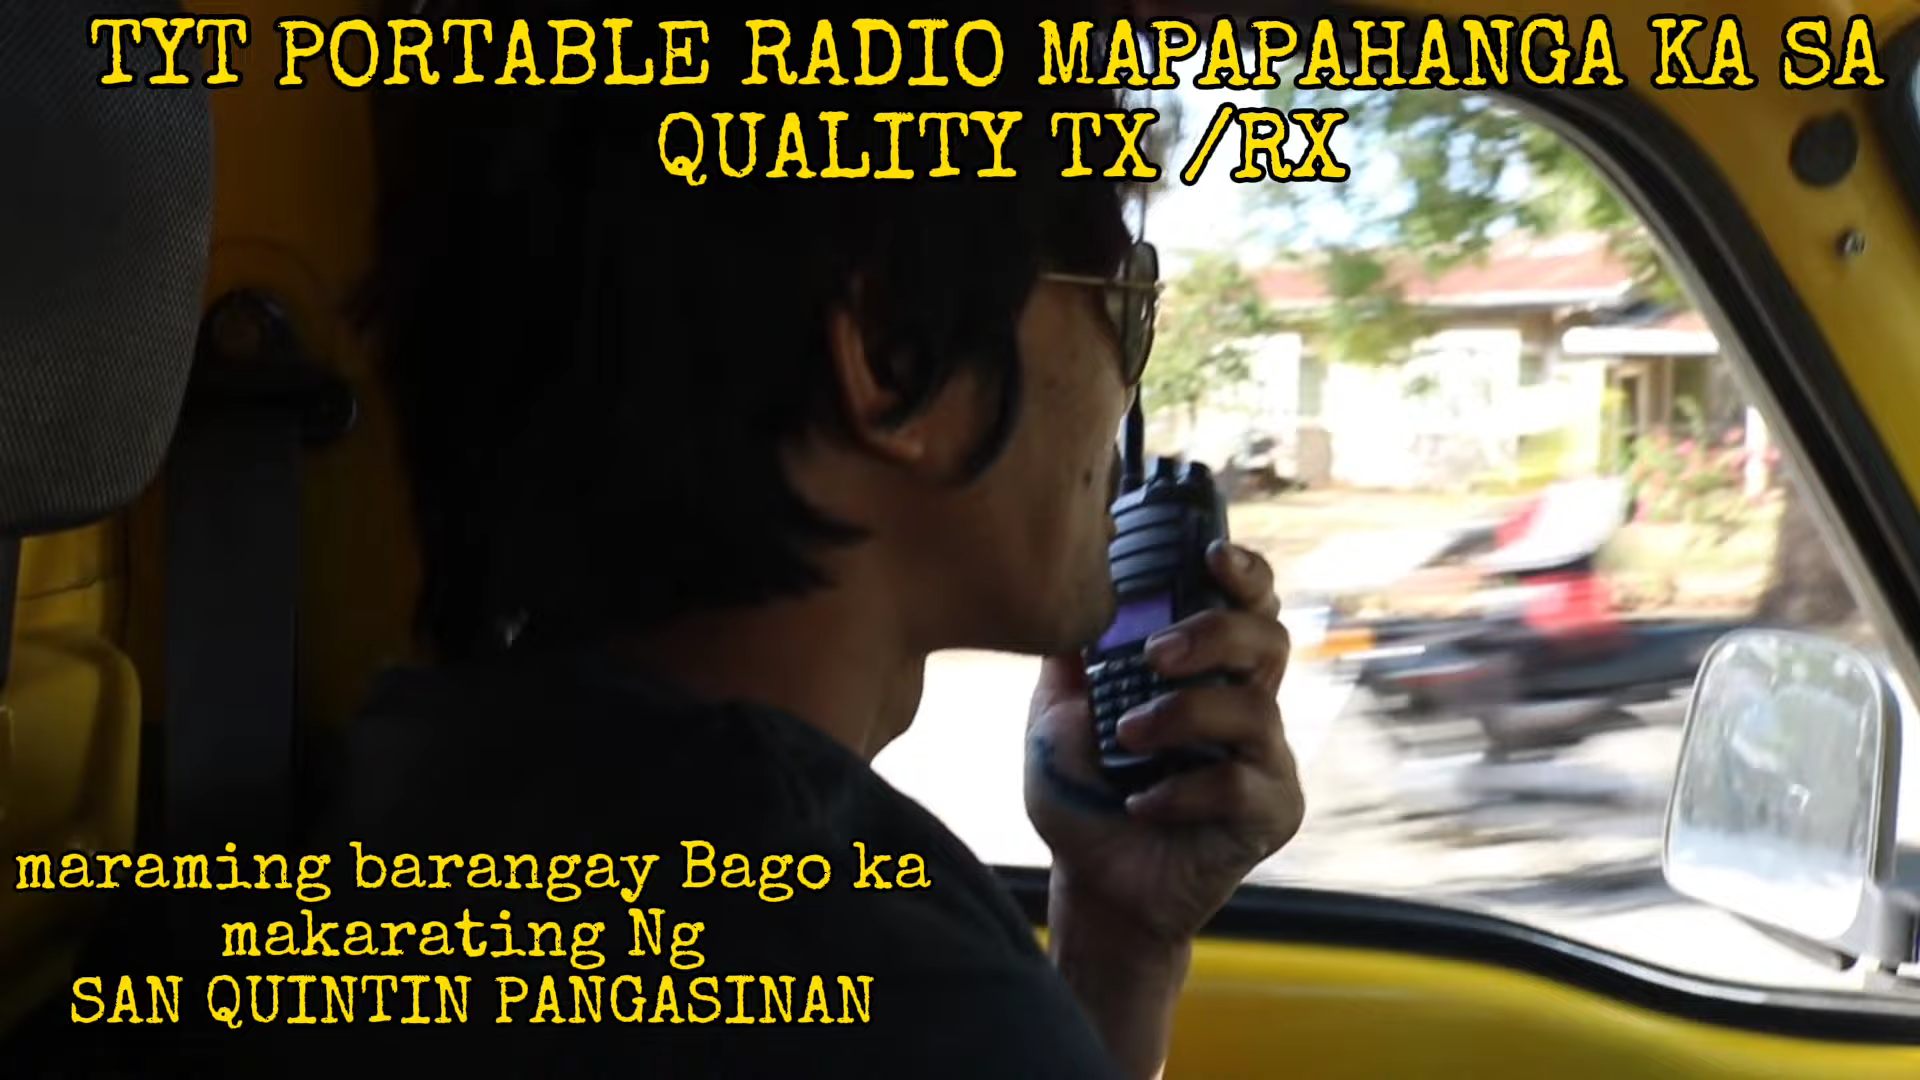 TYT PORTABLE RADIO MAPAPAHANGA KA SA
QUALITY TX /RX
maraming barangay Bago ka
makarating Ng
SAN QUINTIN PANGASINAN